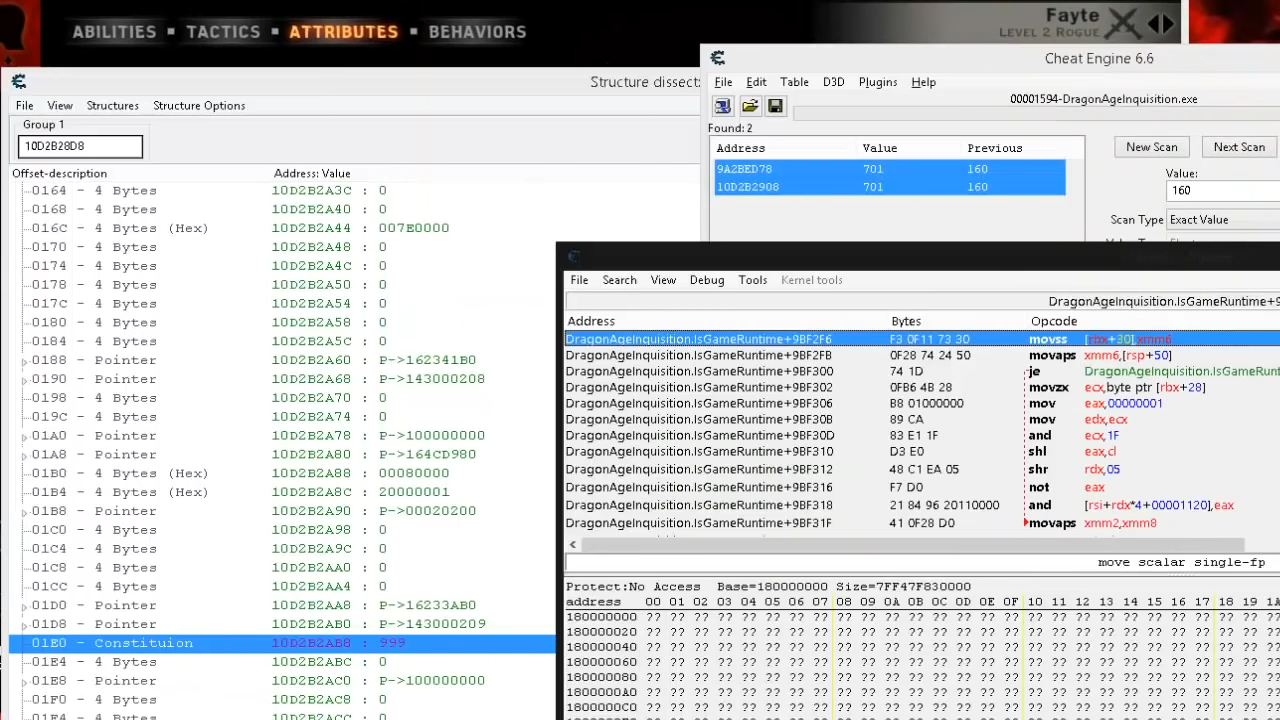 ABILITIES ▪ TACTICS ▪ ATTRIBUTES ▪ BEHAVIORS
Fayte
LEVEL 2 ROGUE
Structure dissect
File View Structures Structure Options
Group 1
10D2B28D8
Offset-description Address: Value
0164 - 4 Bytes 10D2B2A3C : 0
0168 - 4 Bytes 10D2B2A40 : 0
016C - 4 Bytes (Hex) 10D2B2A44 : 007E0000
0170 - 4 Bytes 10D2B2A48 : 0
0174 - 4 Bytes 10D2B2A4C : 0
0178 - 4 Bytes 10D2B2A50 : 0
017C - 4 Bytes 10D2B2A54 : 0
0180 - 4 Bytes 10D2B2A58 : 0
0184 - 4 Bytes 10D2B2A5C : 0
0188 - Pointer 10D2B2A60 : P->162341B0
0190 - Pointer 10D2B2A68 : P->143000208
0198 - 4 Bytes 10D2B2A70 : 0
019C - 4 Bytes 10D2B2A74 : 0
01A0 - Pointer 10D2B2A78 : P->100000000
01A8 - Pointer 10D2B2A80 : P->164CD980
01B0 - 4 Bytes (Hex) 10D2B2A88 : 00080000
01B4 - 4 Bytes (Hex) 10D2B2A8C : 20000001
01B8 - Pointer 10D2B2A90 : P->00020200
01C0 - 4 Bytes 10D2B2A98 : 0
01C4 - 4 Bytes 10D2B2A9C : 0
01C8 - 4 Bytes 10D2B2AA0 : 0
01CC - 4 Bytes 10D2B2AA4 : 0
01D0 - Pointer 10D2B2AA8 : P->16233AB0
01D8 - Pointer 10D2B2AB0 : P->143000209
01E0 - Constituion 10D2B2AB8 : 999
01E4 - 4 Bytes 10D2B2ABC : 0
01E8 - Pointer 10D2B2AC0 : P->100000000
01F0 - 4 Bytes 10D2B2AC8 : 0
01F4 - 4 Bytes 10D2B2ACC : 0
Cheat Engine 6.6
File Edit Table D3D Plugins Help
00001594-DragonAgeInquisition.exe
Found: 2
Address Value Previous
9A2BED78 701 160
10D2B2908 701 160
New Scan Next Scan
Value:
160
Scan Type Exact Value
File Search View Debug Tools Kernel tools
DragonAgeInquisition.IsGameRuntime+9
Address Bytes Opcode
DragonAgeInquisition.IsGameRuntime+9BF2F6 F3 0F11 73 30 movss [rbx+30],xmm6
DragonAgeInquisition.IsGameRuntime+9BF2FB 0F28 74 24 50 movaps xmm6,[rsp+50]
DragonAgeInquisition.IsGameRuntime+9BF300 74 1D je DragonAgeInquisition.IsGameRunt
DragonAgeInquisition.IsGameRuntime+9BF302 0FB6 4B 28 movzx ecx,byte ptr [rbx+28]
DragonAgeInquisition.IsGameRuntime+9BF306 B8 01000000 mov eax,00000001
DragonAgeInquisition.IsGameRuntime+9BF30B 89 CA mov edx,ecx
DragonAgeInquisition.IsGameRuntime+9BF30D 83 E1 1F and ecx,1F
DragonAgeInquisition.IsGameRuntime+9BF310 D3 E0 shl eax,cl
DragonAgeInquisition.IsGameRuntime+9BF312 48 C1 EA 05 shr rdx,05
DragonAgeInquisition.IsGameRuntime+9BF316 F7 D0 not eax
DragonAgeInquisition.IsGameRuntime+9BF318 21 84 96 20110000 and [rsi+rdx*4+00001120],eax
DragonAgeInquisition.IsGameRuntime+9BF31F 41 0F28 D0 movaps xmm2,xmm8
move scalar single-fp
Protect:No Access Base=180000000 Size=7FF47F830000
address 00 01 02 03 04 05 06 07 08 09 0A 0B 0C 0D 0E 0F 10 11 12 13 14 15 16 17 18 19 1A
180000000 ?? ?? ?? ?? ?? ?? ?? ?? ?? ?? ?? ?? ?? ?? ?? ?? ?? ?? ?? ?? ?? ?? ?? ?? ?? ??
180000020 ?? ?? ?? ?? ?? ?? ?? ?? ?? ?? ?? ?? ?? ?? ?? ?? ?? ?? ?? ?? ?? ?? ?? ?? ?? ??
180000040 ?? ?? ?? ?? ?? ?? ?? ?? ?? ?? ?? ?? ?? ?? ?? ?? ?? ?? ?? ?? ?? ?? ?? ?? ?? ??
180000060 ?? ?? ?? ?? ?? ?? ?? ?? ?? ?? ?? ?? ?? ?? ?? ?? ?? ?? ?? ?? ?? ?? ?? ?? ?? ??
180000080 ?? ?? ?? ?? ?? ?? ?? ?? ?? ?? ?? ?? ?? ?? ?? ?? ?? ?? ?? ?? ?? ?? ?? ?? ?? ??
1800000A0 ?? ?? ?? ?? ?? ?? ?? ?? ?? ?? ?? ?? ?? ?? ?? ?? ?? ?? ?? ?? ?? ?? ?? ?? ?? ??
1800000C0 ?? ?? ?? ?? ?? ?? ?? ?? ?? ?? ?? ?? ?? ?? ?? ?? ?? ?? ?? ?? ?? ?? ?? ?? ?? ??